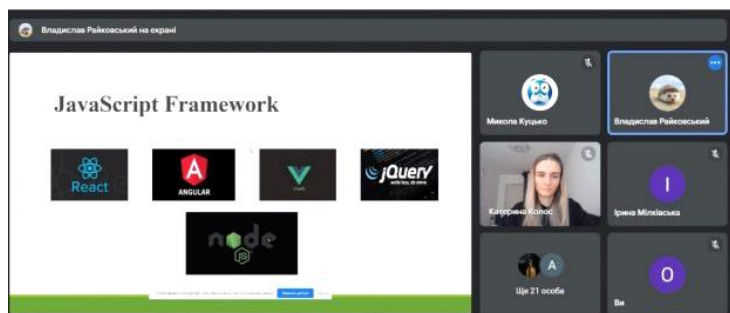 Владислав Райковський на екрані
JavaScript Framework
React
ANGULAR
jQuery
write less, do more.
node
JS
Микола Куцько
Владислав Райковський
Катерина Колос
І
Ірина Мілківська
А
Ще 21 особа
О
Ви